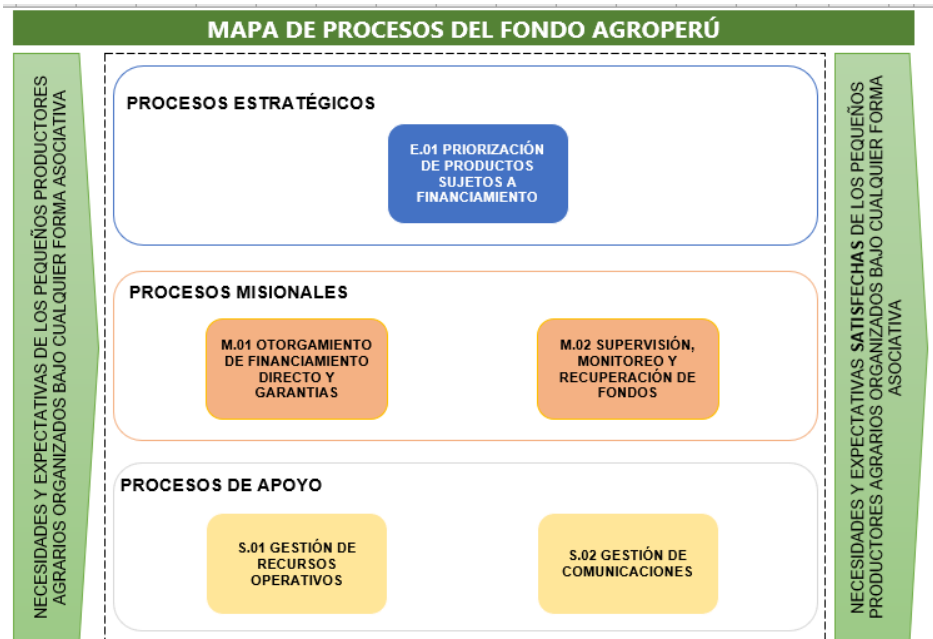 MAPA DE PROCESOS DEL FONDO AGROPERÚ
NECESIDADES Y EXPECTATIVAS DE LOS PEQUEÑOS PRODUCTORES
AGRARIOS ORGANIZADOS BAJO CUALQUIER FORMA ASOCIATIVA
PROCESOS ESTRATÉGICOS
E.01 PRIORIZACIÓN
DE PRODUCTOS
SUJETOS A
FINANCIAMIENTO
PROCESOS MISIONALES
M.01 OTORGAMIENTO
DE FINANCIAMIENTO
DIRECTO Y
GARANTIAS
M.02 SUPERVISIÓN,
MONITOREO Y
RECUPERACIÓN DE
FONDOS
PROCESOS DE APOYO
S.01 GESTIÓN DE
RECURSOS
OPERATIVOS
S.02 GESTIÓN DE
COMUNICACIONES
NECESIDADES Y EXPECTATIVAS SATISFECHAS DE LOS PEQUEÑOS
PRODUCTORES AGRARIOS ORGANIZADOS BAJO CUALQUIER FORMA
ASOCIATIVA